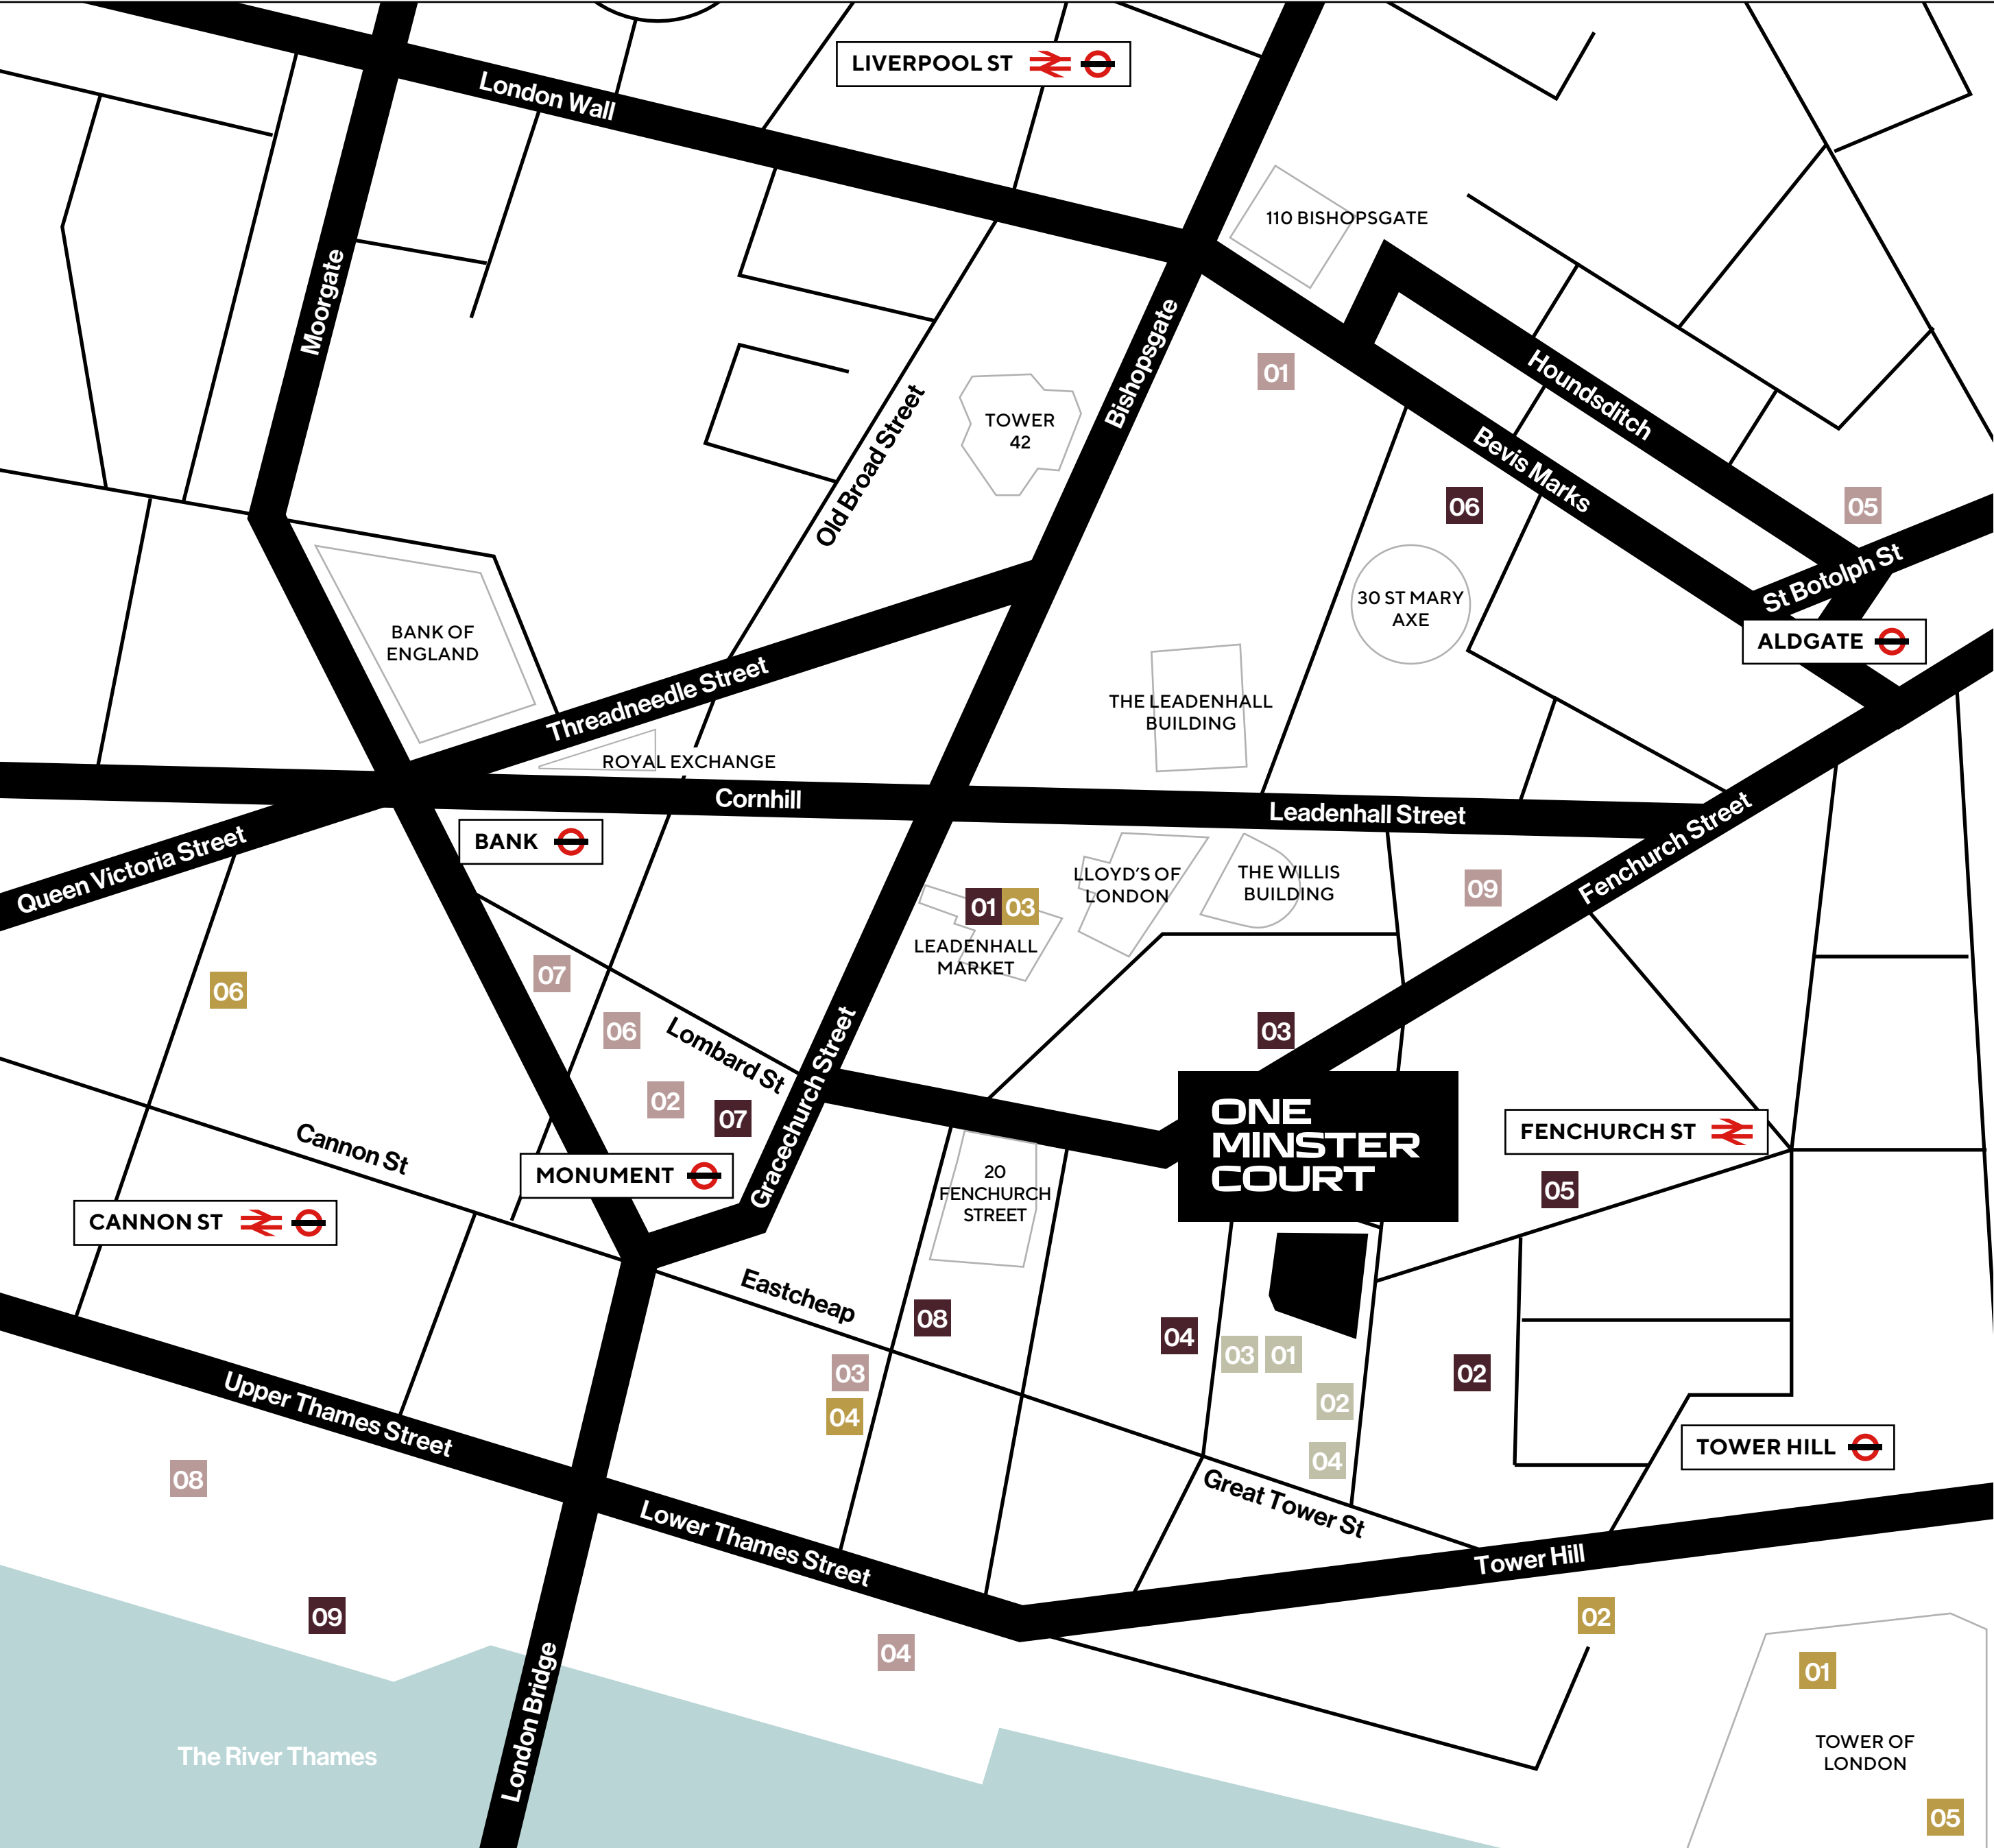 LIVERPOOL ST
London Wall
110 BISHOPSGATE
Moorgate
Bishopsgate
01
Houndsditch
TOWER
42
Old Broad Street
Bevis Marks
06
05
St Botolph St
30 ST MARY
AXE
BANK OF
ENGLAND
ALDGATE
Threadneedle Street
THE LEADENHALL
BUILDING
ROYAL EXCHANGE
Cornhill
Leadenhall Street
BANK
Fenchurch Street
Queen Victoria Street
LLOYD'S OF
LONDON
THE WILLIS
BUILDING
09
01
03
LEADENHALL
MARKET
07
06
06
Lombard St
03
02
07
Gracechurch Street
ONE
MINSTER
COURT
FENCHURCH ST
Cannon St
MONUMENT
20
FENCHURCH
STREET
05
CANNON ST
Eastcheap
08
04
03
01
03
02
02
04
Upper Thames Street
TOWER HILL
04
08
Great Tower St
Lower Thames Street
Tower Hill
09
02
04
01
London Bridge
The River Thames
TOWER OF
LONDON
05